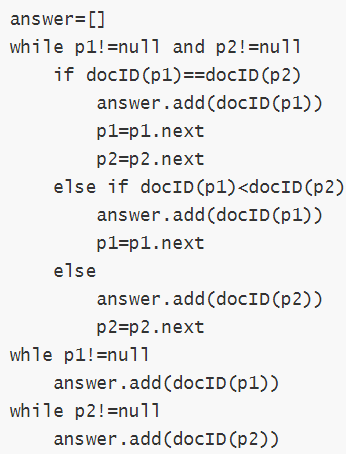 answer=[]
while p1!=null and p2!=null
    if docID(p1)==docID(p2)
        answer.add(docID(p1))
        p1=p1.next
        p2=p2.next
    else if docID(p1)<docID(p2)
        answer.add(docID(p1))
        p1=p1.next
    else
        answer.add(docID(p2))
        p2=p2.next
whle p1!=null
    answer.add(docID(p1))
while p2!=null
    answer.add(docID(p2))